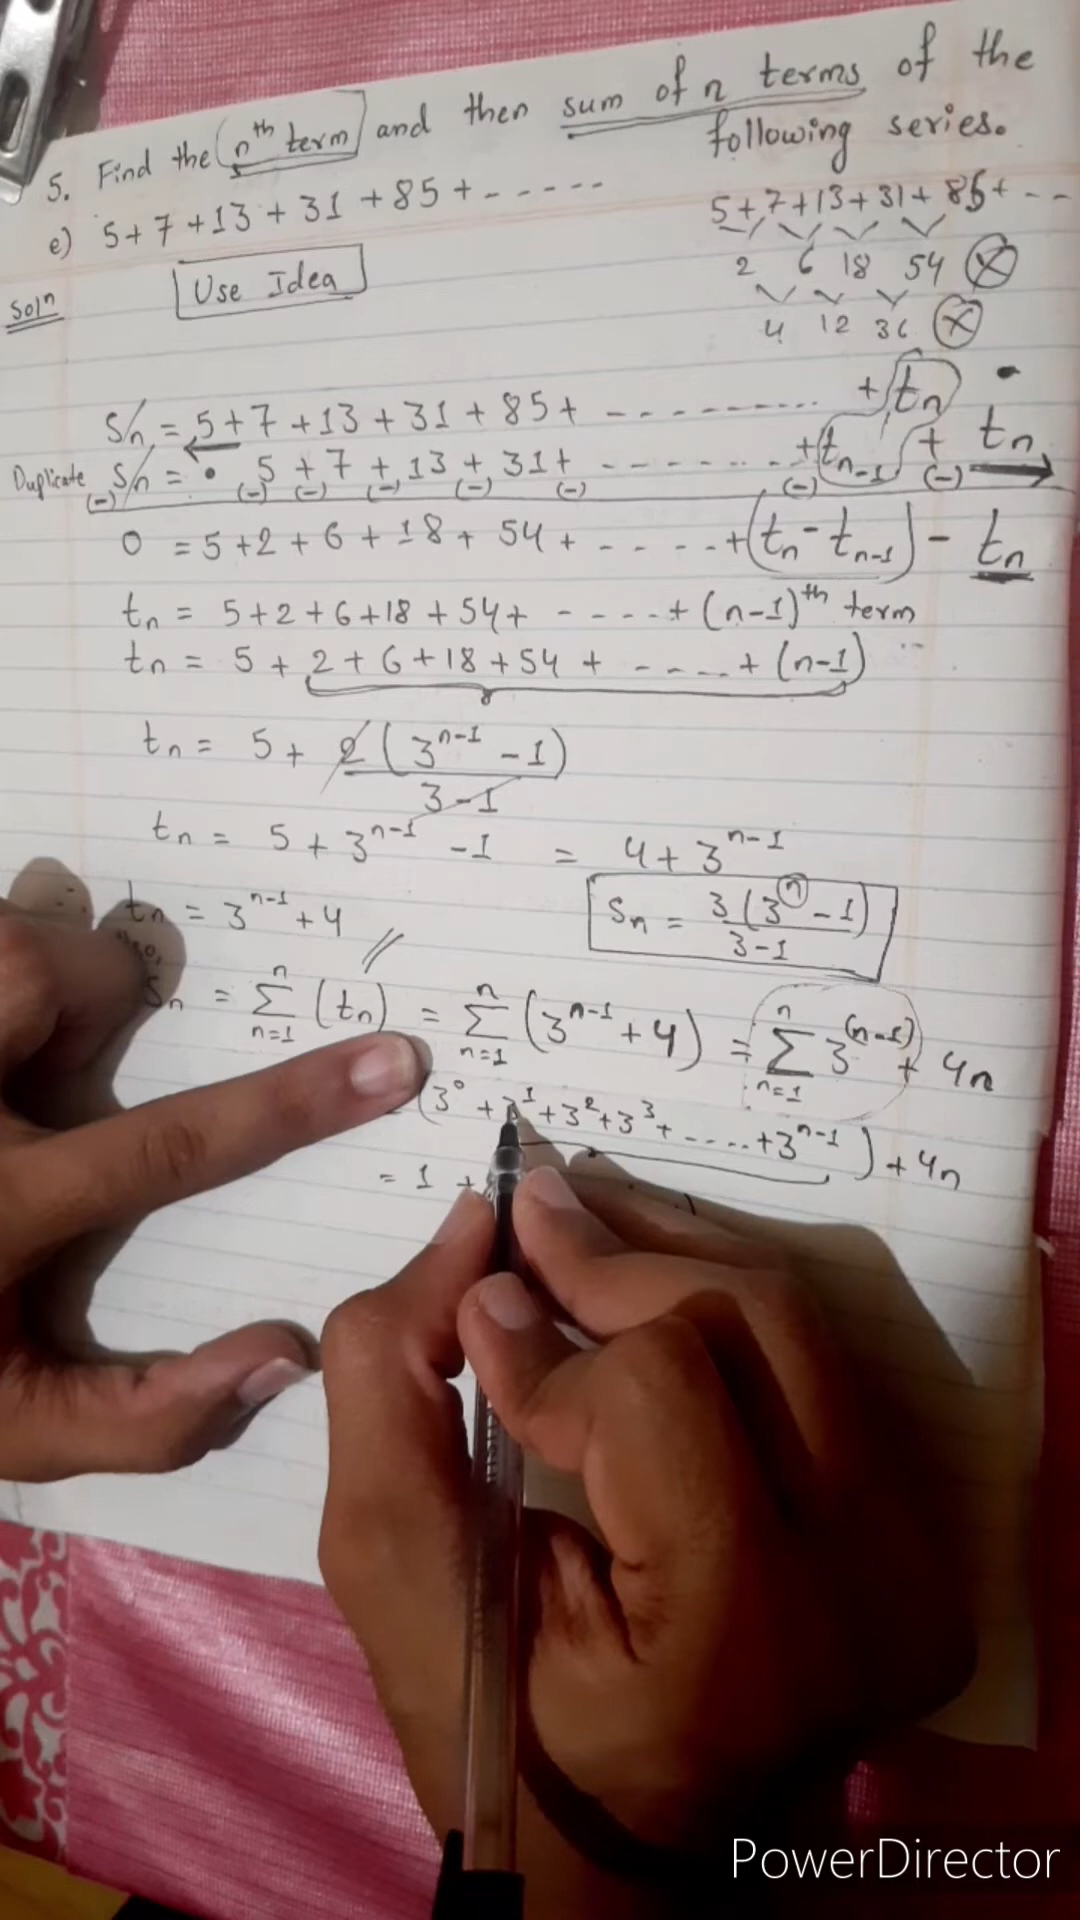 5. Find the nᵗʰ term and then sum of n terms of the
following series.
e) 5+7+13+31+85+------
5+7+13+31+85+---
2 6 18 54 X
4 12 36 X
Solⁿ
Use Idea
Sn = 5+7+13+31+85+ --------- +tn
Duplicate Sn = • 5+7+13+31+ -------- +tn-1 + tn
(-) (-) (-) (-) (-) (-) (-) (-)
0 = 5+2+6+18+54+-----+(tn-tn-1)-tn
tn = 5+2+6+18+54+ -----+(n-1)ᵗʰ term
tn = 5+2+6+18+54+ -----+(n-1)
tn = 5+ 2(3ⁿ⁻¹ -1)
3-1
tn = 5+3ⁿ⁻¹ -1 = 4+3ⁿ⁻¹
tn = 3ⁿ⁻¹+4
Sn = 3(3ⁿ-1)
3-1
Sn = Σ (tn) = Σ (3ⁿ⁻¹+4) = Σ 3⁽ⁿ⁻¹⁾ + 4n
n n n
n=1 n=1 n=1
(3⁰+3¹+3²+3³+-----+3ⁿ⁻¹)+4n
= 1 +
PowerDirector